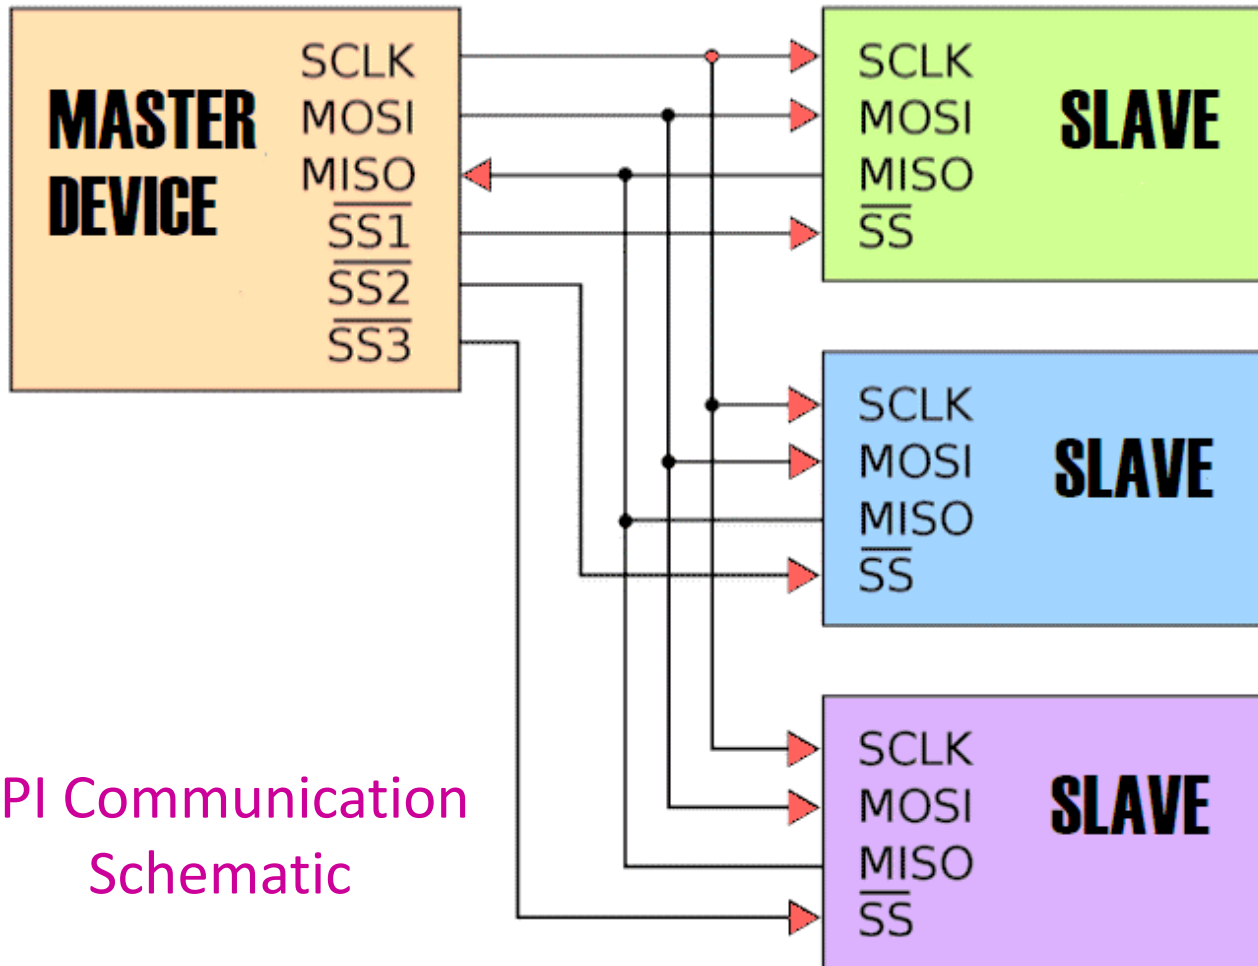 MASTER
DEVICE
SCLK
MOSI
MISO
SS1
SS2
SS3
SCLK
MOSI
MISO
SS
SLAVE
SCLK
MOSI
MISO
SS
SLAVE
SCLK
MOSI
MISO
SS
SLAVE
PI Communication
Schematic